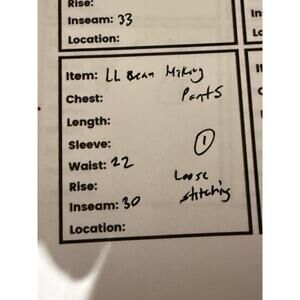 Rise:
Inseam: 33
Location:
Item: LL Bean Hiking
Pants
Chest:
Length:
Sleeve:
1
Waist: 22
Rise:
Loose
stitching
Inseam: 30
Location: